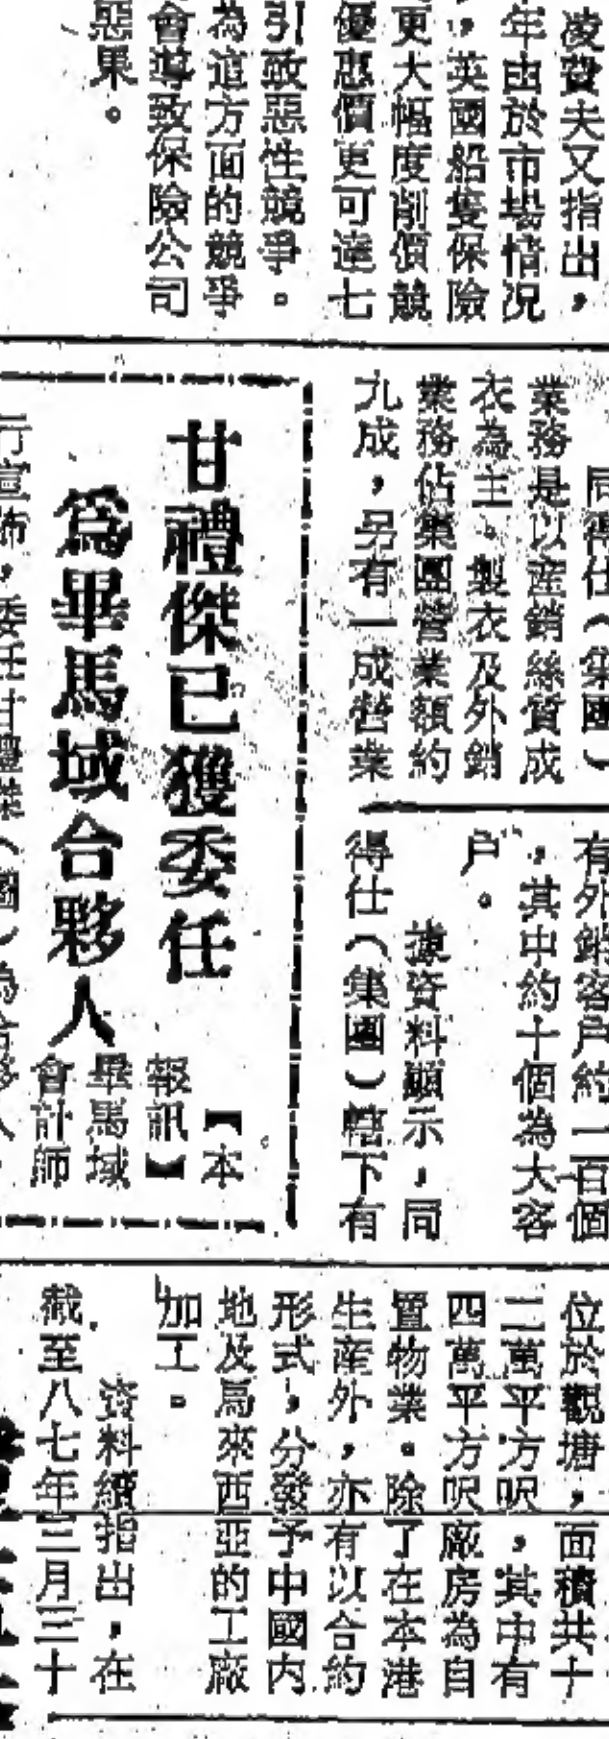 凌費夫又指出，
年由於市場情況
，英國船隻保險
更大幅度削價競
優惠價更可達七
引致惡性競爭。
為這方面的競爭
會導致保險公司
惡果。
同得仕（集團）
業務是以產銷絲質成
衣為主。製衣及外銷
業務佔集團營業額約
九成，另有一成營業
有外銷客戶約一百個
，其中約十個為大客
戶。
據資料顯示，同
得仕（集團）轄下有
甘禮傑已獲委任
為畢馬域合夥人
【本
報訊】
畢馬域
會計師
行宣佈，委任甘禮傑（圖）為合夥人
位於觀塘，面積共十
二萬平方呎，其中有
四萬平方呎廠房為自
置物業。除了在本港
生產外，亦有以合約
形式，分發予中國內
地及馬來西亞的工廠
加工。
資料續指出，在
截至八七年三月三十